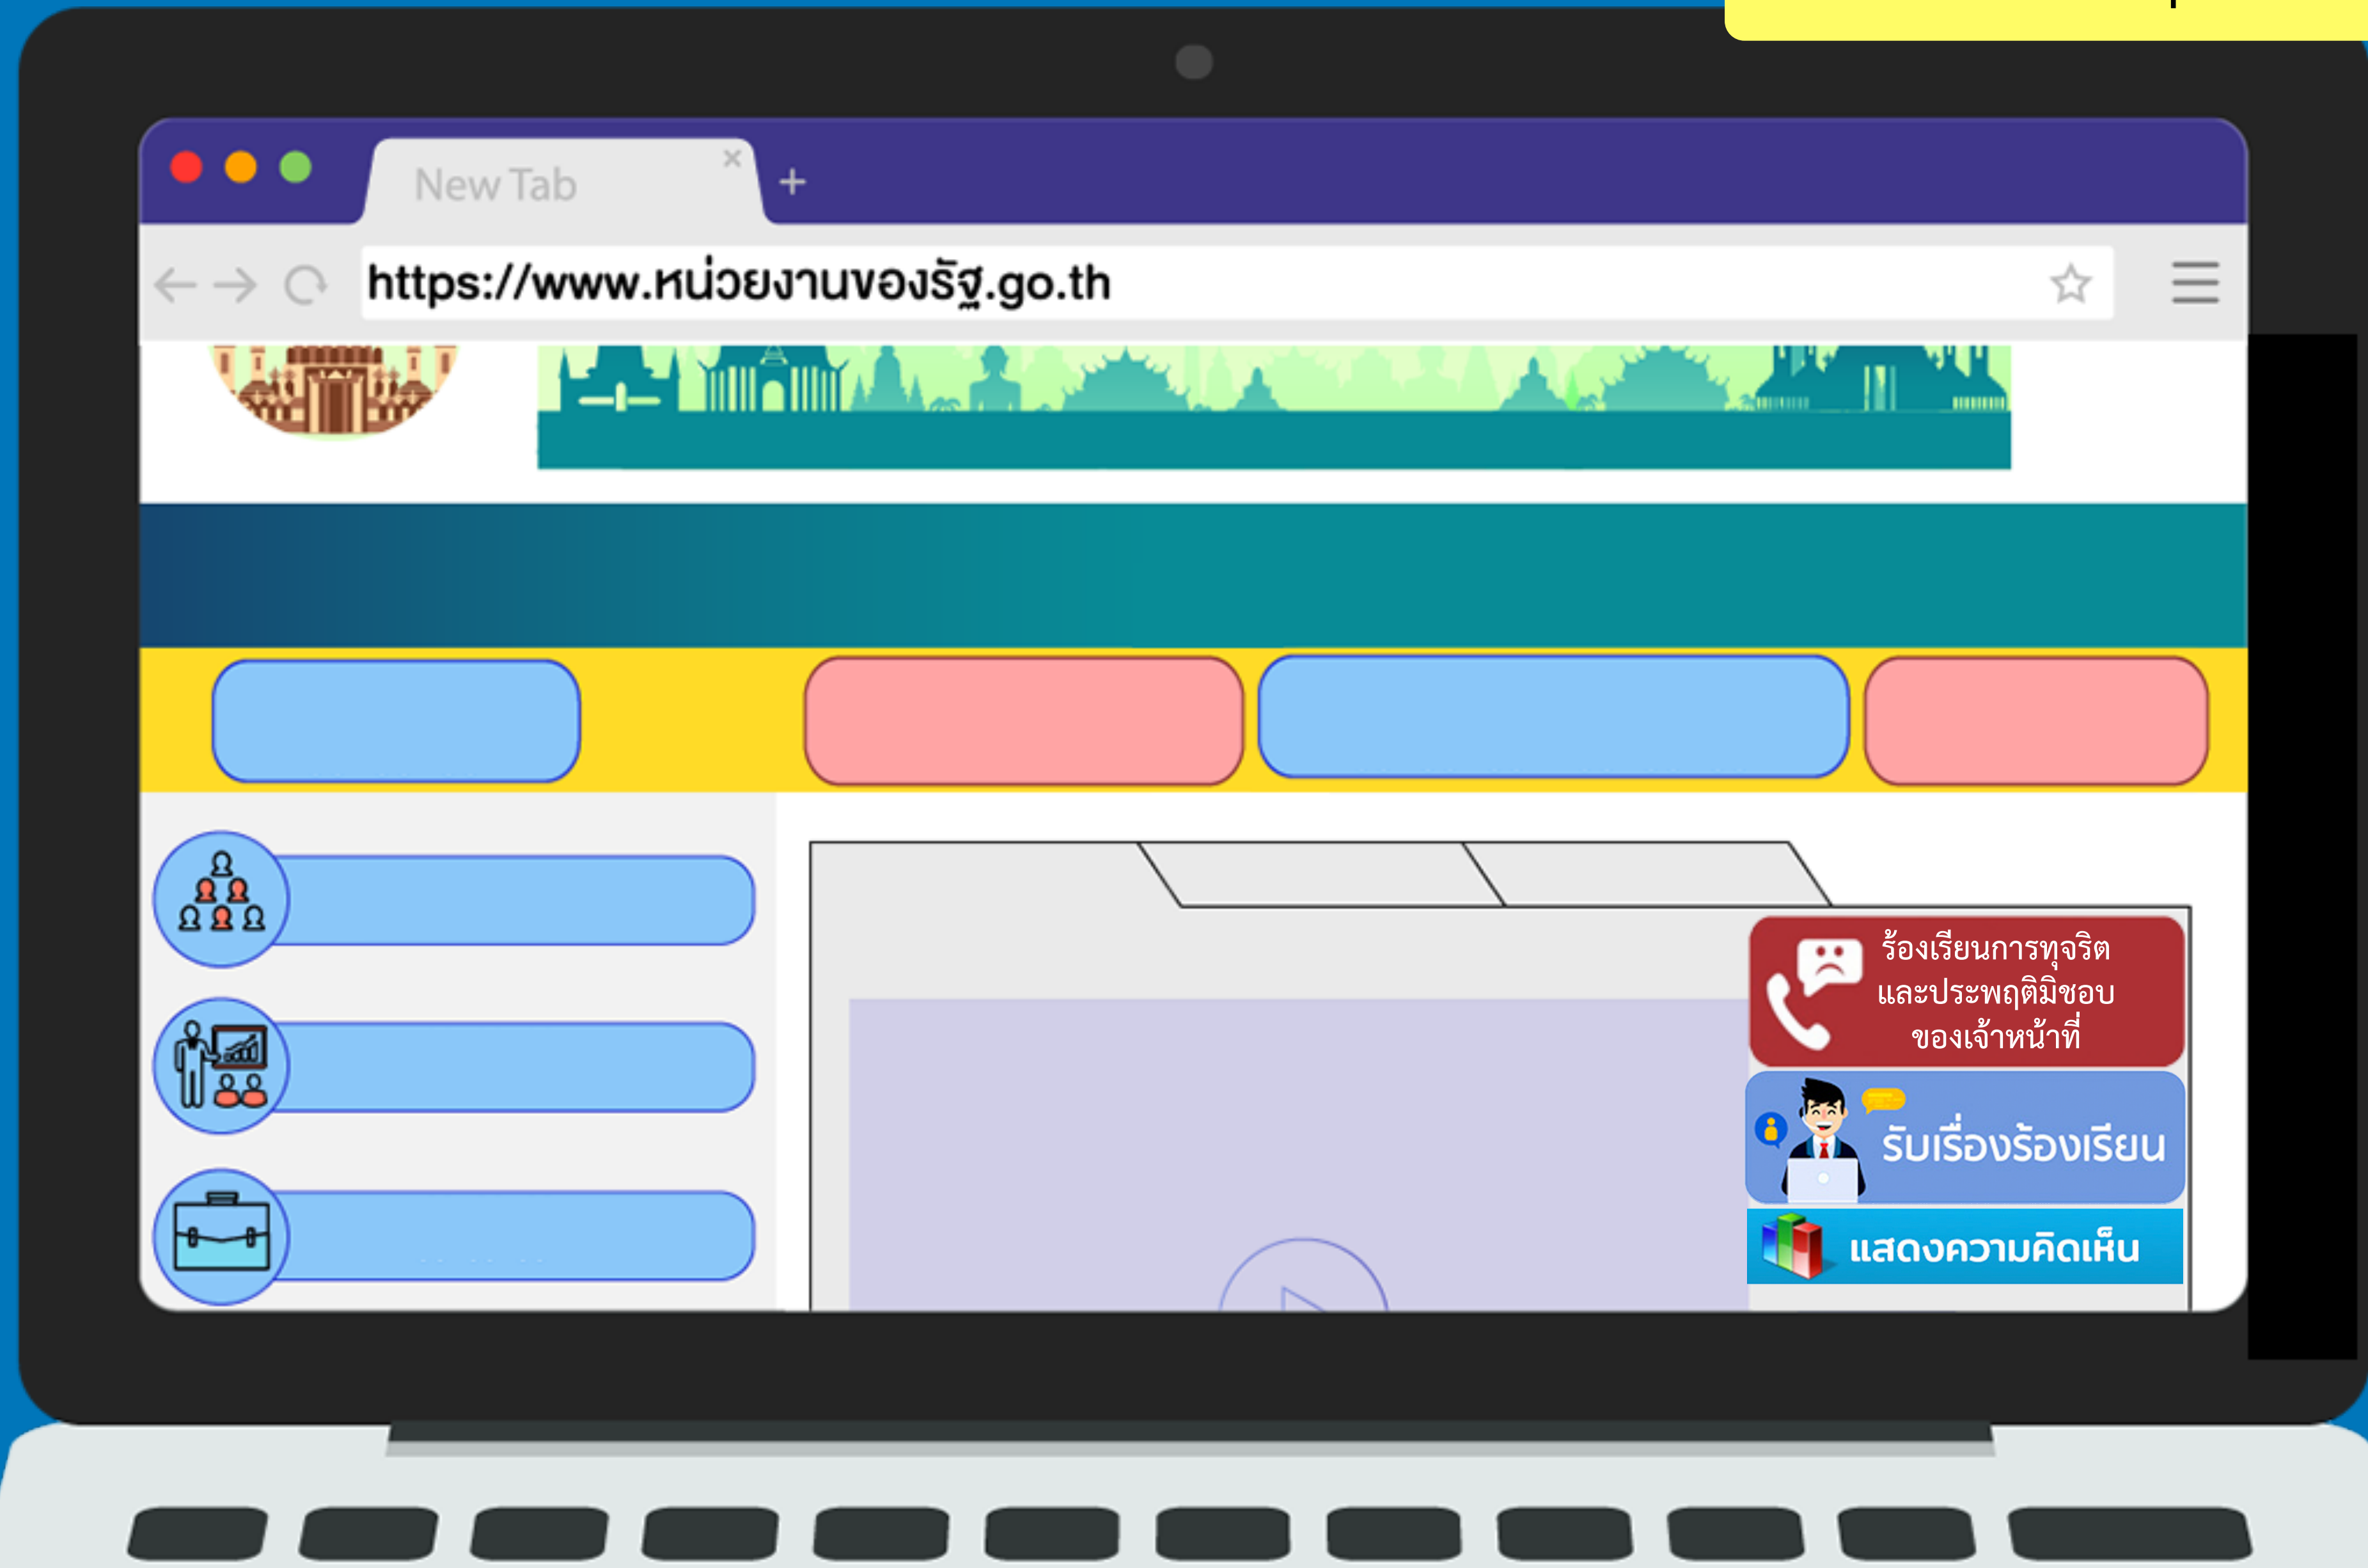 New Tab
https://www.หน่วยงานของรัฐ.go.th
ร้องเรียนการทุจริต
และประพฤติมิชอบ
ของเจ้าหน้าที่
รับเรื่องร้องเรียน
แสดงความคิดเห็น